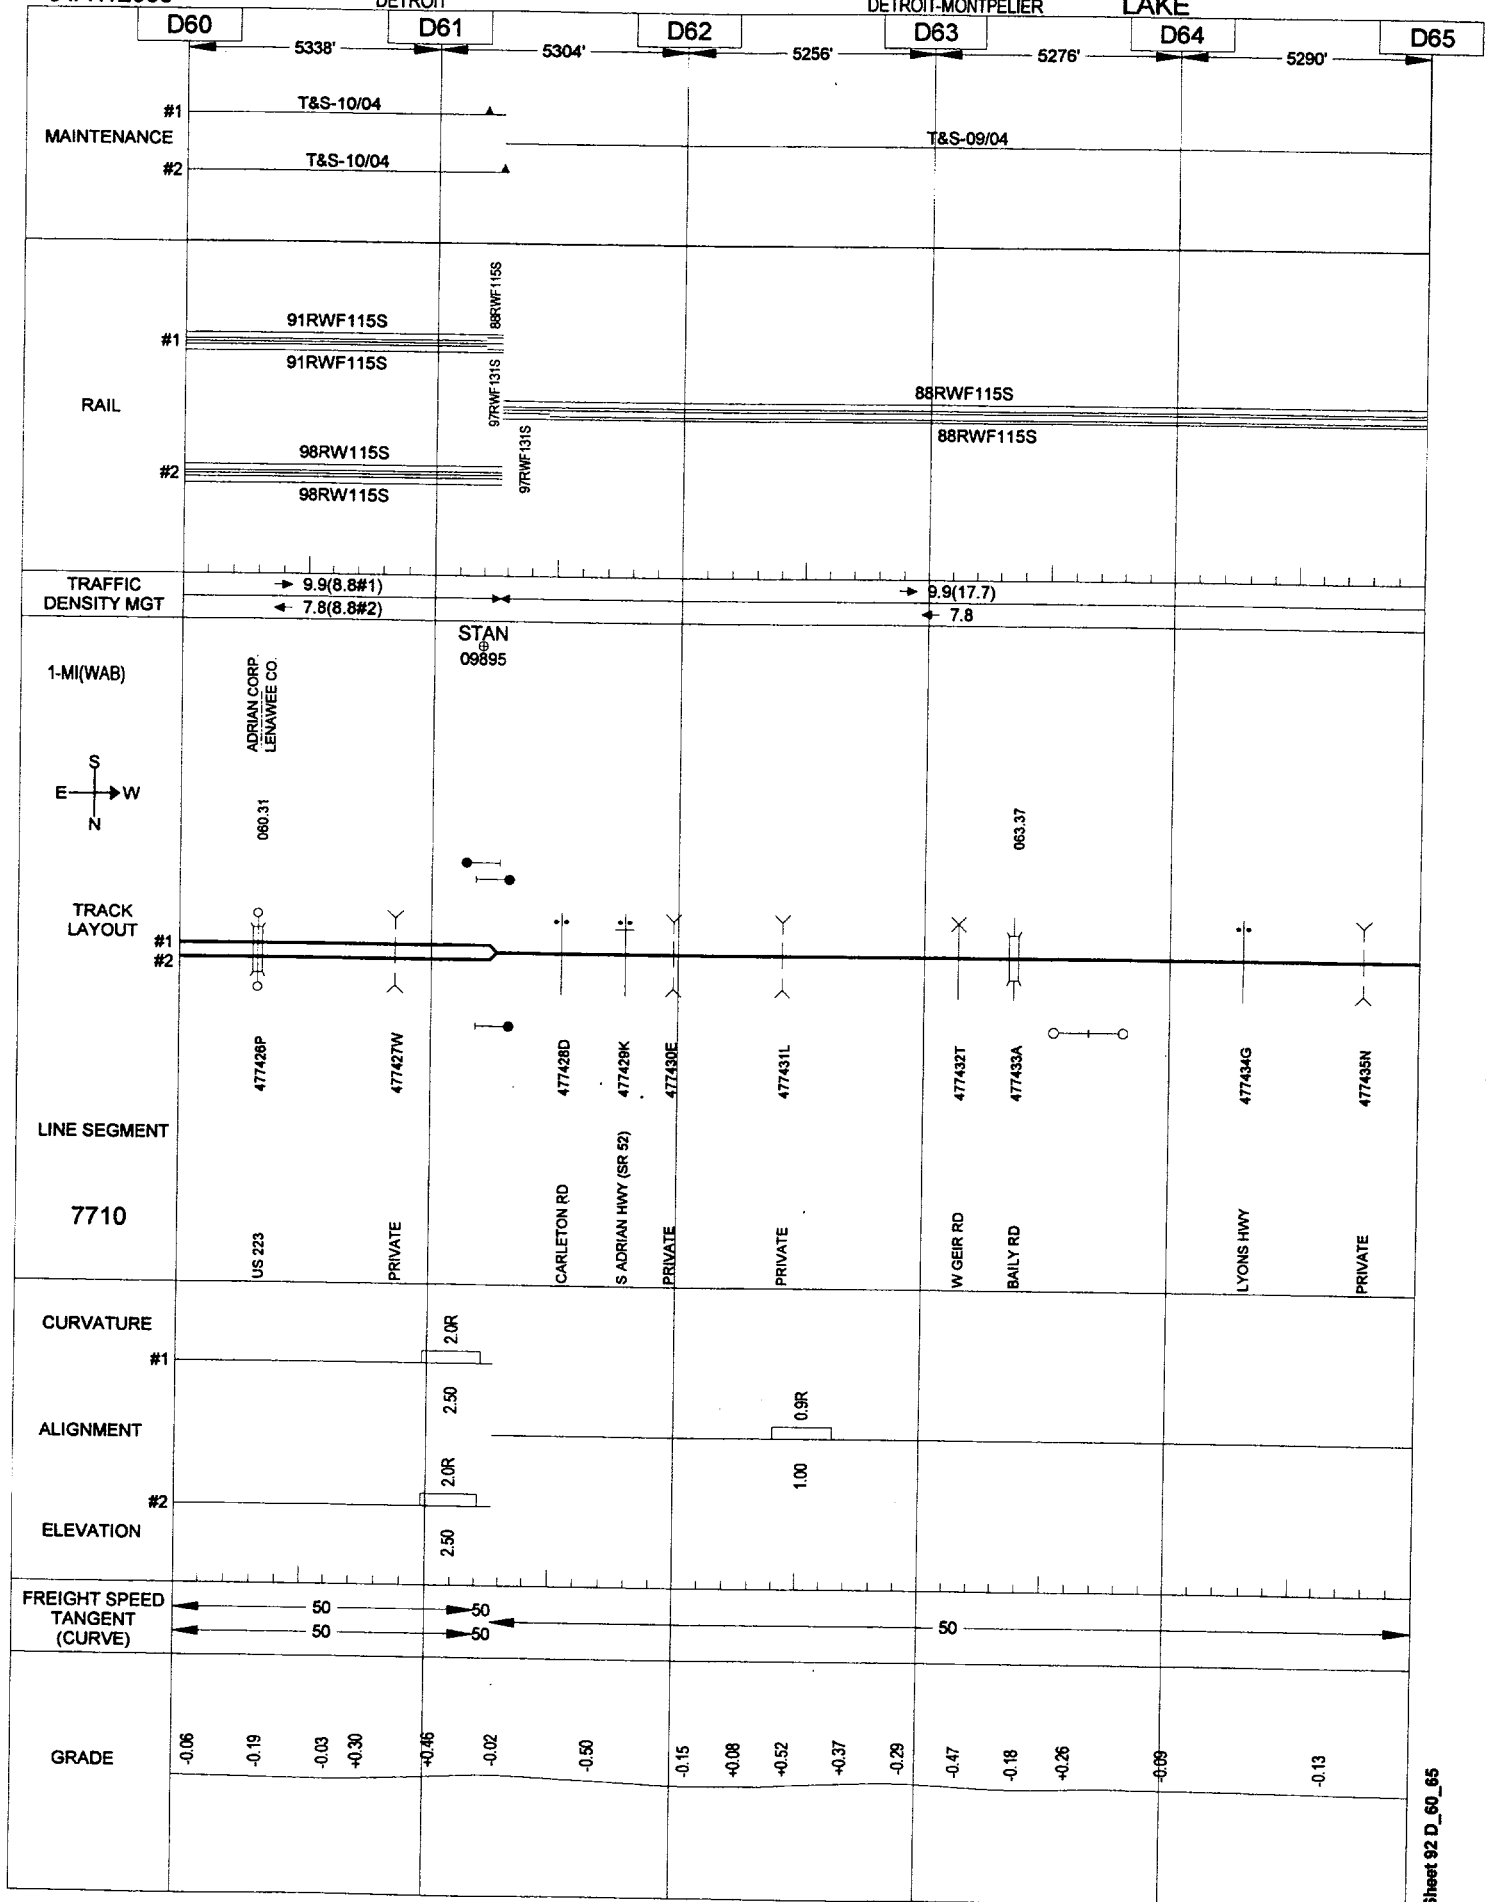 DETROIT DETROIT-MONTPELIER LAKE
D60 D61 D62 D63 D64 D65
5338' 5304' 5256' 5276' 5290'
#1 T&S-10/04
MAINTENANCE T&S-09/04
#2 T&S-10/04
88RWF115S
91RWF115S
#1
91RWF115S
97RWF131S
RAIL
88RWF115S
88RWF115S
97RWF131S
98RW115S
#2
98RW115S
TRAFFIC
DENSITY MGT
9.9(8.8#1) 9.9(17.7)
7.8(8.8#2) 7.8
STAN
09895
1-MI(WAB)
ADRIAN CORP.
LENAWEE CO.
S
E W
N
060.31 063.37
TRACK
LAYOUT
#1
#2
477426P 477427W 477428D 477429K 477430E 477431L 477432T 477433A 477434G 477435N
LINE SEGMENT
7710
US 223 PRIVATE CARLETON RD S ADRIAN HWY (SR 52) PRIVATE PRIVATE W GEIR RD BAILY RD LYONS HWY PRIVATE
CURVATURE
#1 2.0R
2.50
ALIGNMENT 0.9R
1.00
#2 2.0R
2.50
ELEVATION
FREIGHT SPEED
TANGENT
(CURVE)
50 50
50 50
50
GRADE -0.06 -0.19 -0.03 +0.30 +0.46 -0.02 -0.50 -0.15 +0.08 +0.52 +0.37 -0.29 -0.47 -0.18 +0.26 -0.09 -0.13
Sheet 92 D_60_65